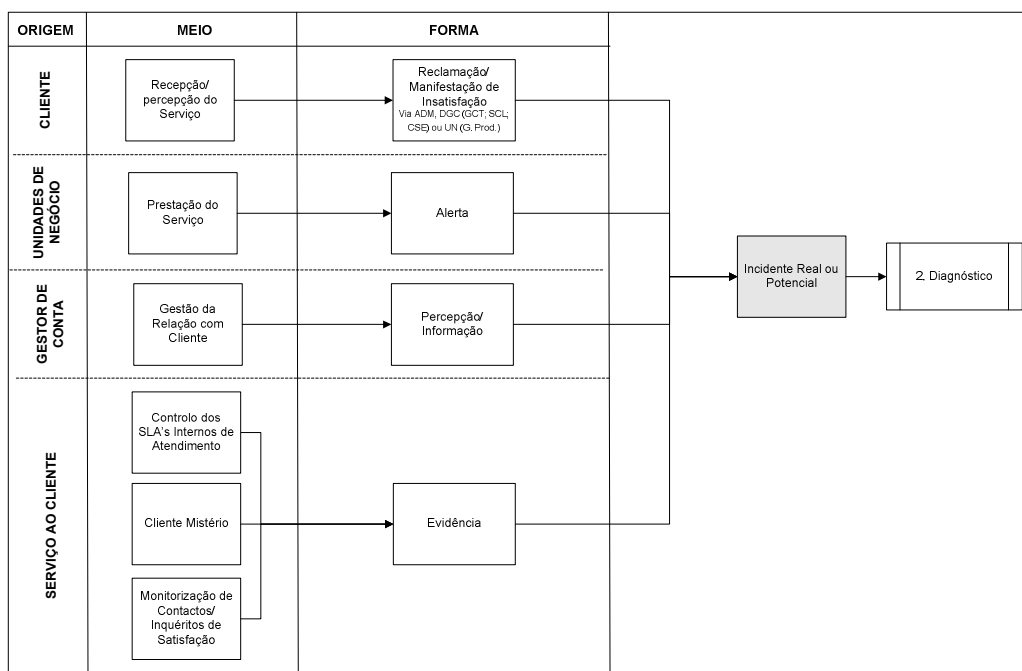 ORIGEM
MEIO
FORMA
CLIENTE
Recepção/
percepção do
Serviço
Reclamação/
Manifestação de
Insatisfação
Via ADM, DGC (GCT; SCL;
CSE) ou UN (G. Prod.)
UNIDADES DE
NEGÓCIO
Prestação do
Serviço
Alerta
GESTOR DE
CONTA
Gestão da
Relação com
Cliente
Percepção/
Informação
SERVIÇO AO CLIENTE
Controlo dos
SLA's Internos de
Atendimento
Cliente Mistério
Monitorização de
Contactos/
Inquéritos de
Satisfação
Evidência
Incidente Real ou
Potencial
2. Diagnóstico